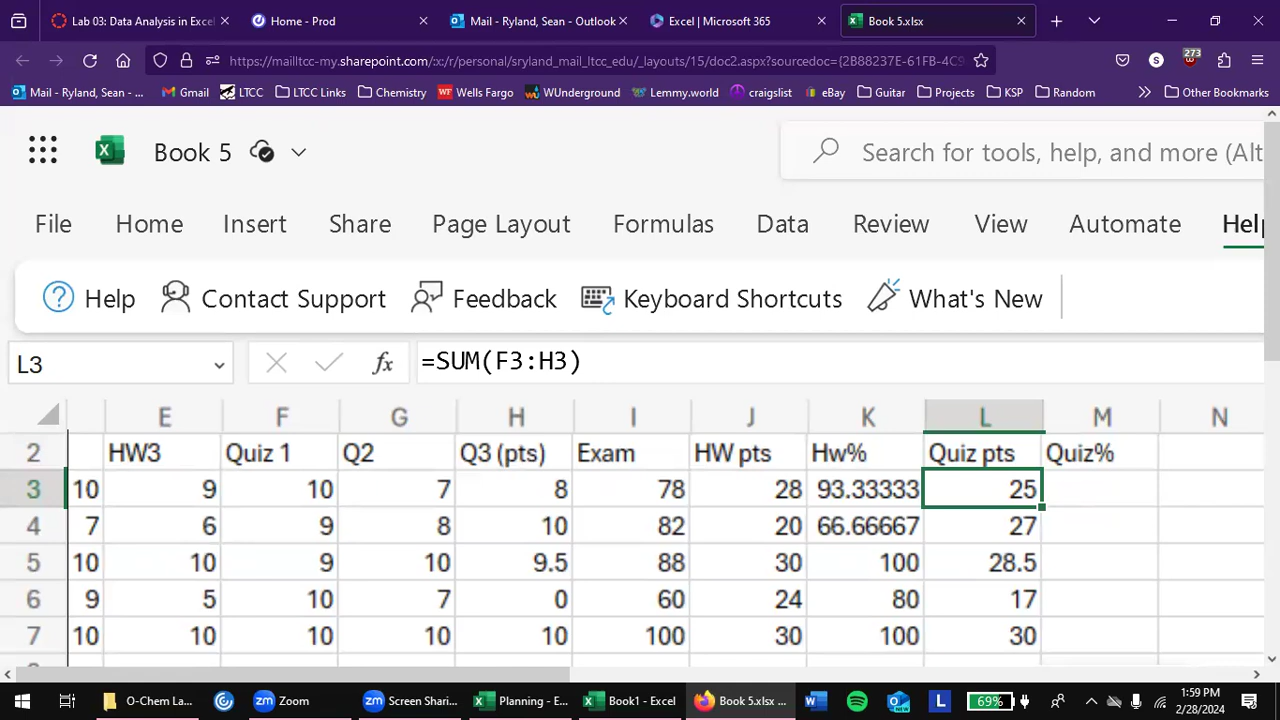 Lab 03: Data Analysis in Excel
Home - Prod
Mail - Ryland, Sean - Outlook
Excel | Microsoft 365
Book 5.xlsx
https://mailltcc-my.sharepoint.com/:x:/r/personal/sryland_mail_ltcc_edu/_layouts/15/doc2.aspx?sourcedoc={2B88237E-61FB-4C9
273
Mail - Ryland, Sean - ... Gmail LTCC LTCC Links Chemistry Wells Fargo WUnderground Lemmy.world craigslist eBay Guitar Projects KSP Random Other Bookmarks
Book 5
Search for tools, help, and more (Alt
File Home Insert Share Page Layout Formulas Data Review View Automate Help
Help Contact Support Feedback Keyboard Shortcuts What's New
L3 fx =SUM(F3:H3)
E F G H I J K L M N
2 HW3 Quiz 1 Q2 Q3 (pts) Exam HW pts Hw% Quiz pts Quiz%
3 10 9 10 7 8 78 28 93.33333 25
4 7 6 9 8 10 82 20 66.66667 27
5 10 10 9 10 9.5 88 30 100 28.5
6 9 5 10 7 0 60 24 80 17
7 10 10 10 10 10 100 30 100 30
O-Chem La... Zoom Screen Shari... Planning - E... Book1 - Excel Book 5.xlsx ... 69%
1:59 PM
2/28/2024